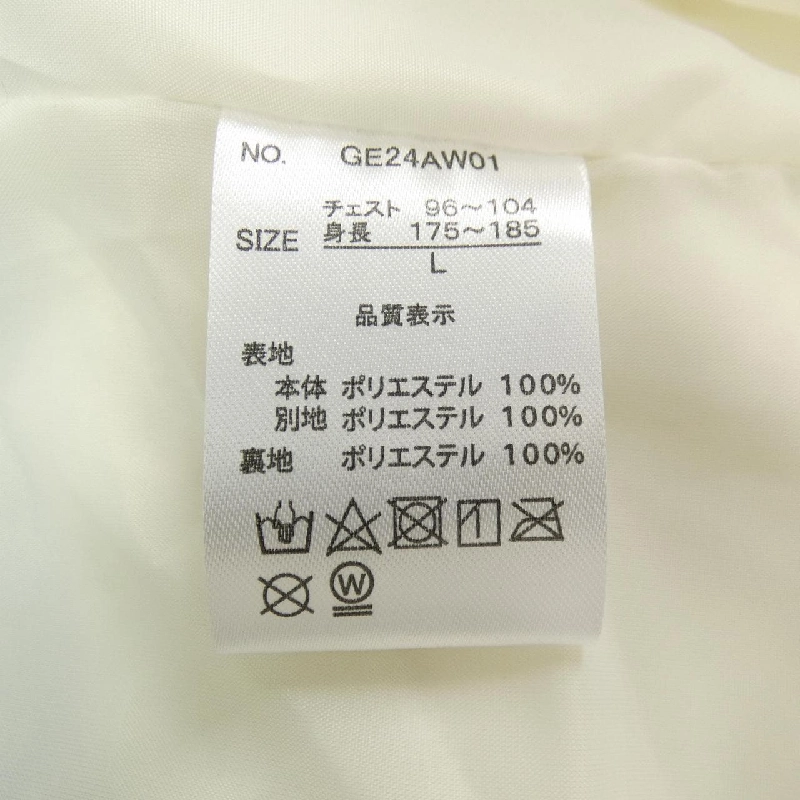 NO. GE24AW01
チェスト 96～104
SIZE 身長 175～185
L
品質表示
表地
本体 ポリエステル 100%
別地 ポリエステル 100%
裏地 ポリエステル 100%
W